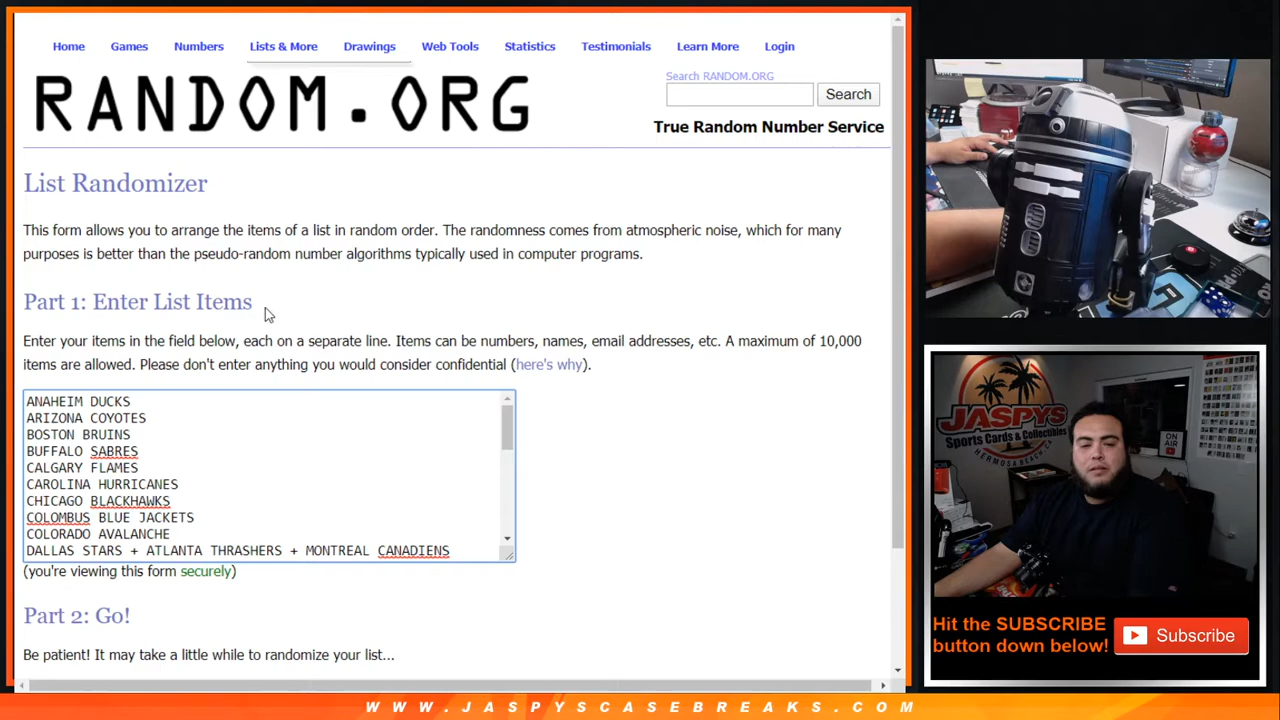 Home Games Numbers Lists & More Drawings Web Tools Statistics Testimonials Learn More Login
Search RANDOM.ORG
RANDOM.ORG
Search
True Random Number Service
List Randomizer
This form allows you to arrange the items of a list in random order. The randomness comes from atmospheric noise, which for many
purposes is better than the pseudo-random number algorithms typically used in computer programs.
Part 1: Enter List Items
Enter your items in the field below, each on a separate line. Items can be numbers, names, email addresses, etc. A maximum of 10,000
items are allowed. Please don't enter anything you would consider confidential (here's why).
ANAHEIM DUCKS
ARIZONA COYOTES
BOSTON BRUINS
BUFFALO SABRES
CALGARY FLAMES
CAROLINA HURRICANES
CHICAGO BLACKHAWKS
COLOMBUS BLUE JACKETS
COLORADO AVALANCHE
DALLAS STARS + ATLANTA THRASHERS + MONTREAL CANADIENS
(you're viewing this form securely)
Part 2: Go!
Be patient! It may take a little while to randomize your list...
JASPYS
Sports Cards & Collectibles
HERMOSA BEACH, CA
ON AIR
Hit the SUBSCRIBE
button down below!
Subscribe
WWW.JASPYSCASEBREAKS.COM